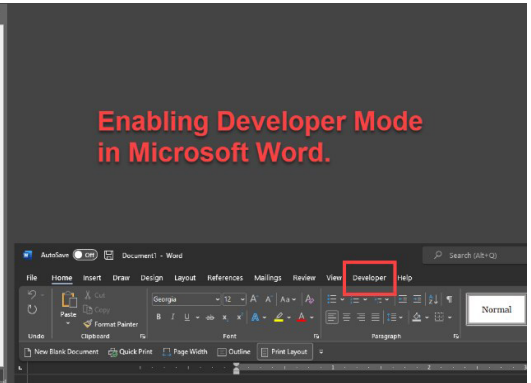 Enabling Developer Mode
in Microsoft Word.
AutoSave Off Document1 - Word Search (Alt+Q)
File Home Insert Draw Design Layout References Mailings Review View Developer Help
Paste
Cut
Copy
Format Painter
Georgia 12
Normal
Undo Clipboard Font Paragraph
New Blank Document Quick Print Page Width Outline Print Layout